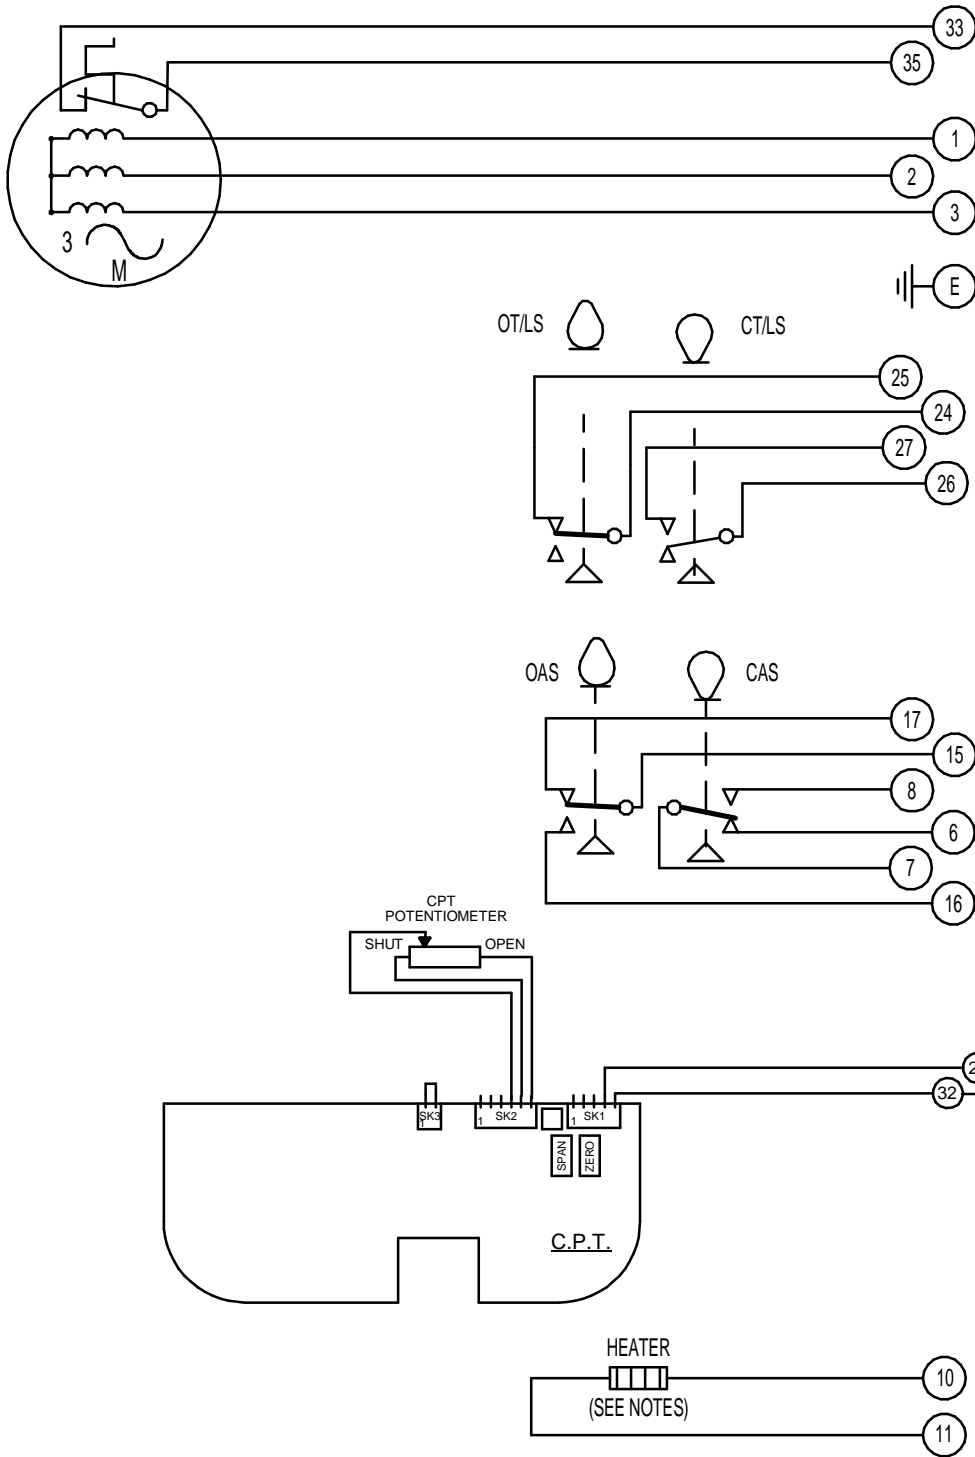 33
35
1
2
3
3
M
E
OT/LS
CT/LS
25
24
27
26
OAS
CAS
17
15
8
6
7
16
CPT
POTENTIOMETER
SHUT
OPEN
2
32
SK3
1
1
SK2
1
SK1
SPAN
ZERO
C.P.T.
HEATER
(SEE NOTES)
10
11